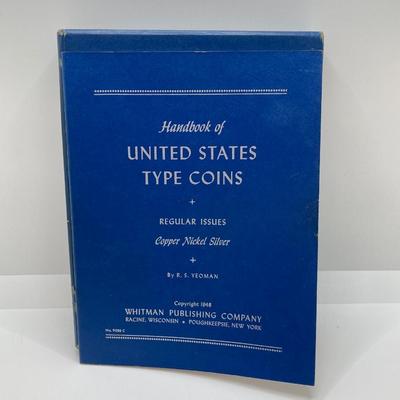 Handbook of
UNITED STATES
TYPE COINS
+
REGULAR ISSUES
Copper Nickel Silver
+
By R. S. YEOMAN
Copyright 1948
WHITMAN PUBLISHING COMPANY
RACINE, WISCONSIN • POUGHKEEPSIE, NEW YORK